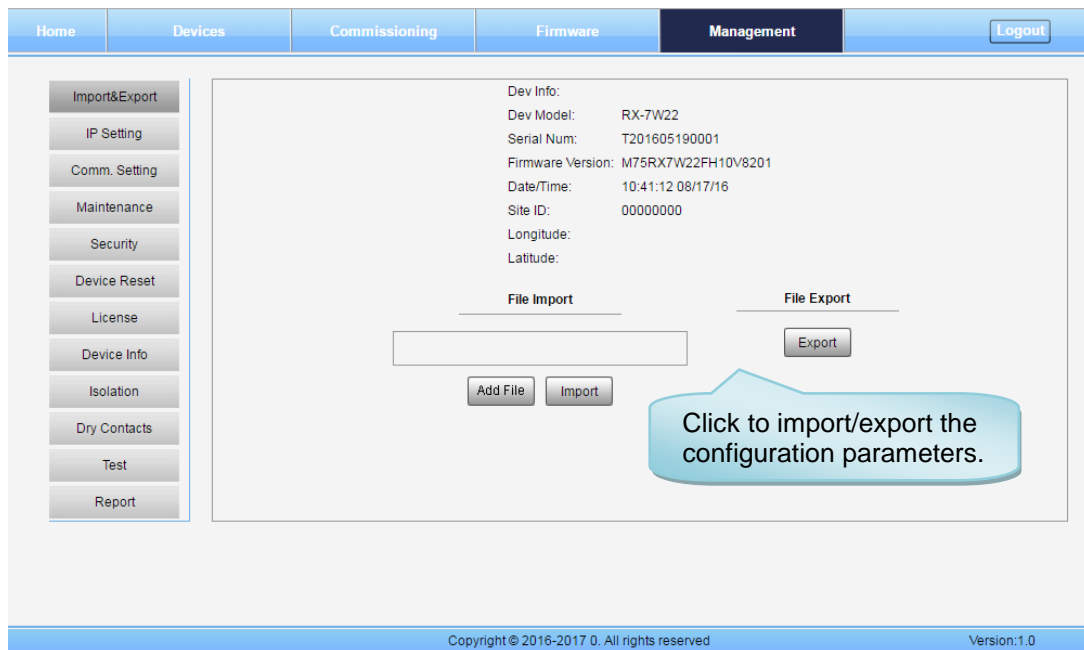 Home Devices Commissioning Firmware Management Logout
Import&Export
IP Setting
Comm. Setting
Maintenance
Security
Device Reset
License
Device Info
Isolation
Dry Contacts
Test
Report
Dev Info:
Dev Model: RX-7W22
Serial Num: T201605190001
Firmware Version: M75RX7W22FH10V8201
Date/Time: 10:41:12 08/17/16
Site ID: 00000000
Longitude:
Latitude:
File Import File Export
Export
Add File Import
Click to import/export the
configuration parameters.
Copyright © 2016-2017 0. All rights reserved Version:1.0